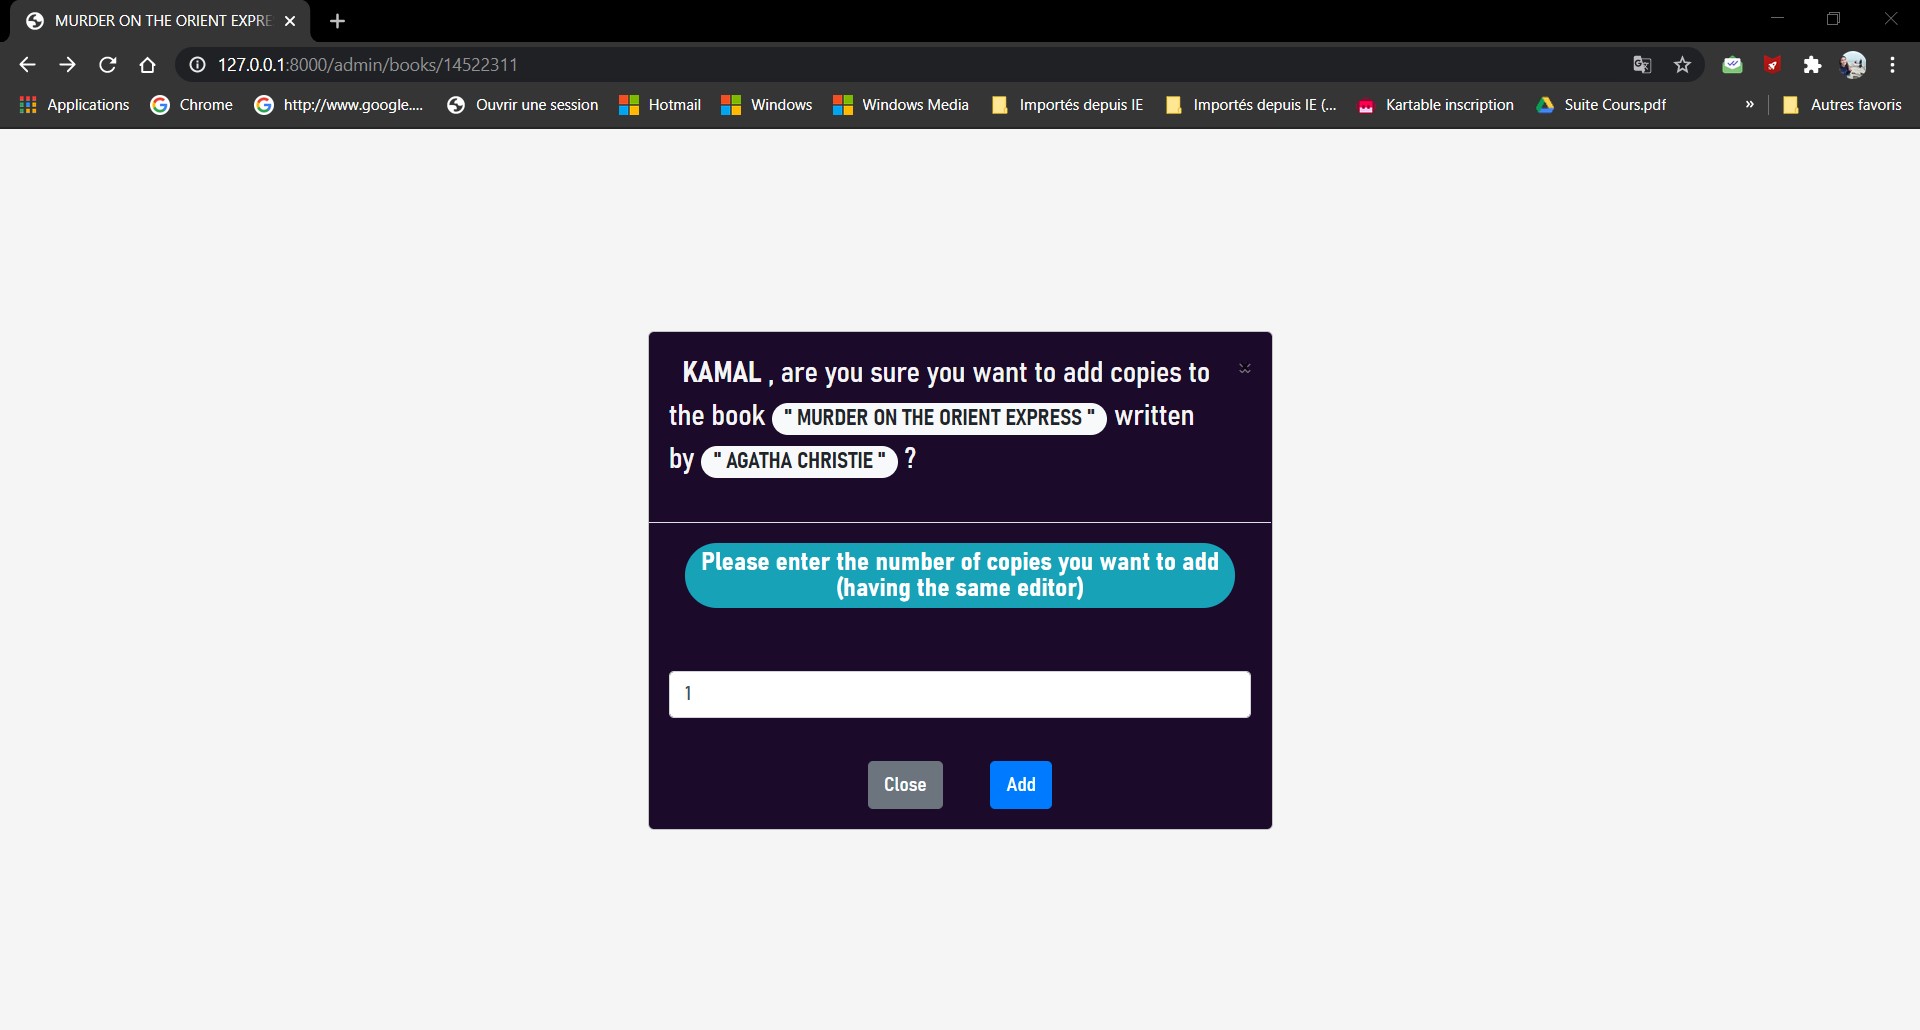 MURDER ON THE ORIENT EXPRE
127.0.0.1:8000/admin/books/14522311
Applications Chrome http://www.google.... Ouvrir une session Hotmail Windows Windows Media Importés depuis IE Importés depuis IE (... Kartable inscription Suite Cours.pdf » Autres favoris
KAMAL , are you sure you want to add copies to
the book " MURDER ON THE ORIENT EXPRESS " written
by " AGATHA CHRISTIE " ?
Please enter the number of copies you want to add
(having the same editor)
1
Close Add